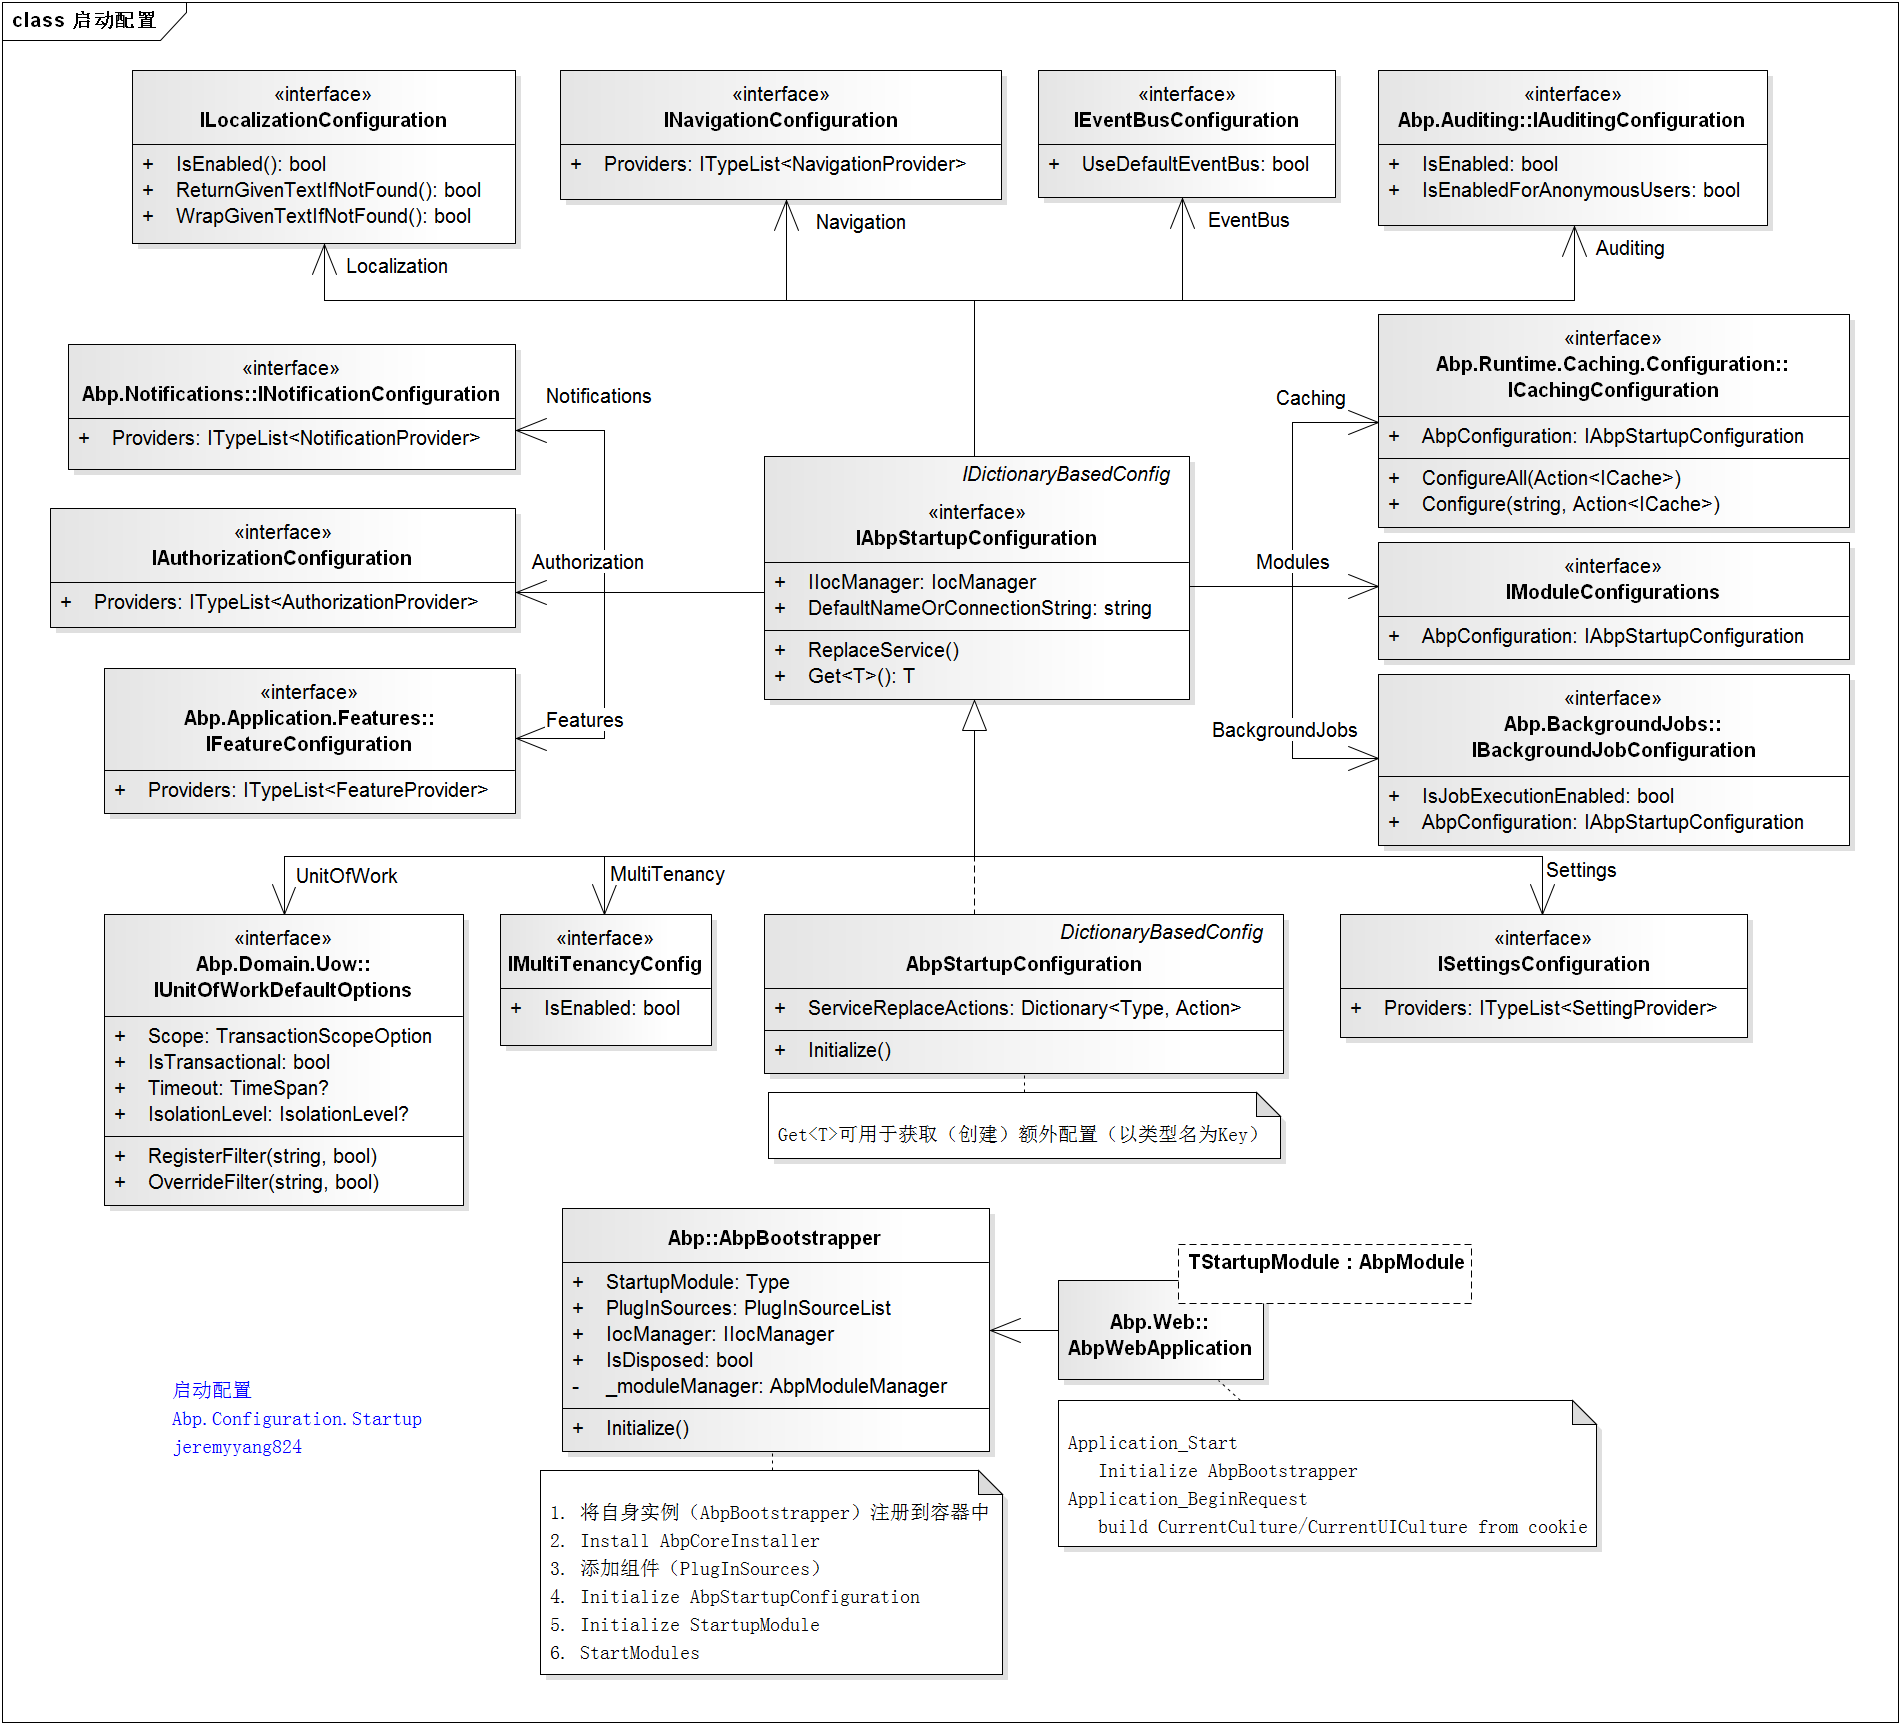 class 启动配置
«interface»
ILocalizationConfiguration
+ IsEnabled(): bool
+ ReturnGivenTextIfNotFound(): bool
+ WrapGivenTextIfNotFound(): bool
«interface»
INavigationConfiguration
+ Providers: ITypeList<NavigationProvider>
«interface»
IEventBusConfiguration
+ UseDefaultEventBus: bool
«interface»
Abp.Auditing::IAuditingConfiguration
+ IsEnabled: bool
+ IsEnabledForAnonymousUsers: bool
Localization
Navigation
EventBus
Auditing
«interface»
Abp.Notifications::INotificationConfiguration
+ Providers: ITypeList<NotificationProvider>
Notifications
«interface»
IAuthorizationConfiguration
+ Providers: ITypeList<AuthorizationProvider>
Authorization
«interface»
Abp.Application.Features::
IFeatureConfiguration
+ Providers: ITypeList<FeatureProvider>
Features
IDictionaryBasedConfig
«interface»
IAbpStartupConfiguration
+ IIocManager: IocManager
+ DefaultNameOrConnectionString: string
+ ReplaceService()
+ Get<T>(): T
Caching
«interface»
Abp.Runtime.Caching.Configuration::
ICachingConfiguration
+ AbpConfiguration: IAbpStartupConfiguration
+ ConfigureAll(Action<ICache>)
+ Configure(string, Action<ICache>)
Modules
«interface»
IModuleConfigurations
+ AbpConfiguration: IAbpStartupConfiguration
BackgroundJobs
«interface»
Abp.BackgroundJobs::
IBackgroundJobConfiguration
+ IsJobExecutionEnabled: bool
+ AbpConfiguration: IAbpStartupConfiguration
UnitOfWork
MultiTenancy
Settings
«interface»
Abp.Domain.Uow::
IUnitOfWorkDefaultOptions
+ Scope: TransactionScopeOption
+ IsTransactional: bool
+ Timeout: TimeSpan?
+ IsolationLevel: IsolationLevel?
+ RegisterFilter(string, bool)
+ OverrideFilter(string, bool)
«interface»
IMultiTenancyConfig
+ IsEnabled: bool
DictionaryBasedConfig
AbpStartupConfiguration
+ ServiceReplaceActions: Dictionary<Type, Action>
+ Initialize()
«interface»
ISettingsConfiguration
+ Providers: ITypeList<SettingProvider>
Get<T>可用于获取（创建）额外配置（以类型名为Key）
Abp::AbpBootstrapper
+ StartupModule: Type
+ PlugInSources: PlugInSourceList
+ IocManager: IIocManager
+ IsDisposed: bool
- _moduleManager: AbpModuleManager
+ Initialize()
TStartupModule : AbpModule
Abp.Web::
AbpWebApplication
启动配置
Abp.Configuration.Startup
jeremyyang824
Application_Start
Initialize AbpBootstrapper
Application_BeginRequest
build CurrentCulture/CurrentUICulture from cookie
1. 将自身实例（AbpBootstrapper）注册到容器中
2. Install AbpCoreInstaller
3. 添加组件（PlugInSources）
4. Initialize AbpStartupConfiguration
5. Initialize StartupModule
6. StartModules